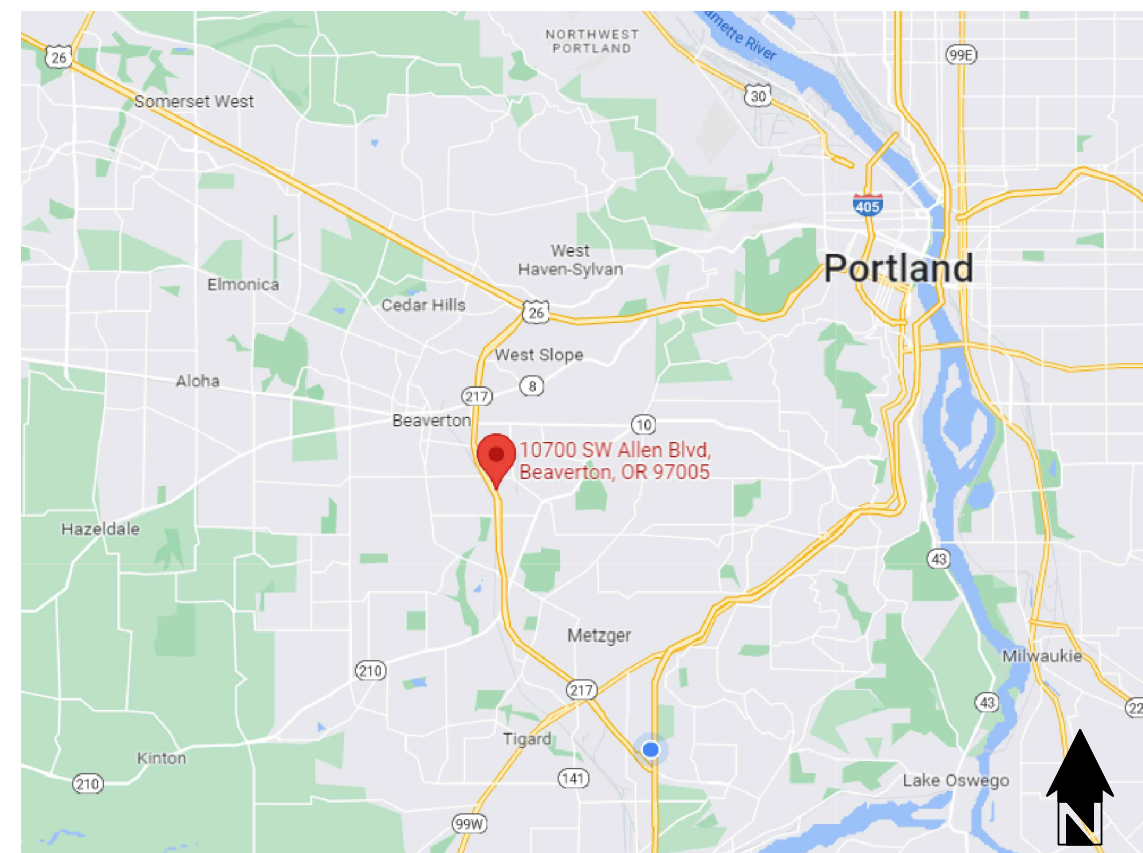 NORTHWEST
PORTLAND
26
99E
30
Somerset West
405
West
Haven-Sylvan
Portland
Elmonica
Cedar Hills
26
West Slope
Aloha
8
217
Beaverton
10
10700 SW Allen Blvd,
Beaverton, OR 97005
Hazeldale
43
Metzger
Milwaukie
210
217
43
Tigard
Kinton
141
210
Lake Oswego
99W
N